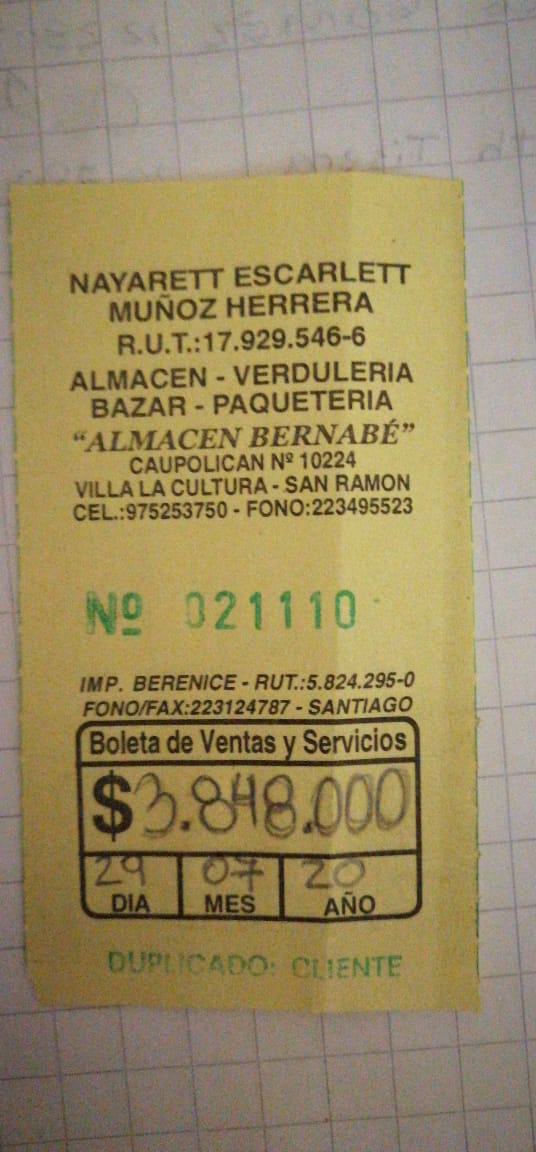 NAYARETT ESCARLETT
MUÑOZ HERRERA
R.U.T.:17.929.546-6
ALMACEN - VERDULERIA
BAZAR - PAQUETERIA
“ALMACEN BERNABÉ”
CAUPOLICAN Nº 10224
VILLA LA CULTURA - SAN RAMON
CEL.:975253750 - FONO:223495523
Nº 021110
IMP. BERENICE - RUT.:5.824.295-0
FONO/FAX:223124787 - SANTIAGO
Boleta de Ventas y Servicios
$3.848.000
29 07 20
DIA MES AÑO
DUPLICADO: CLIENTE